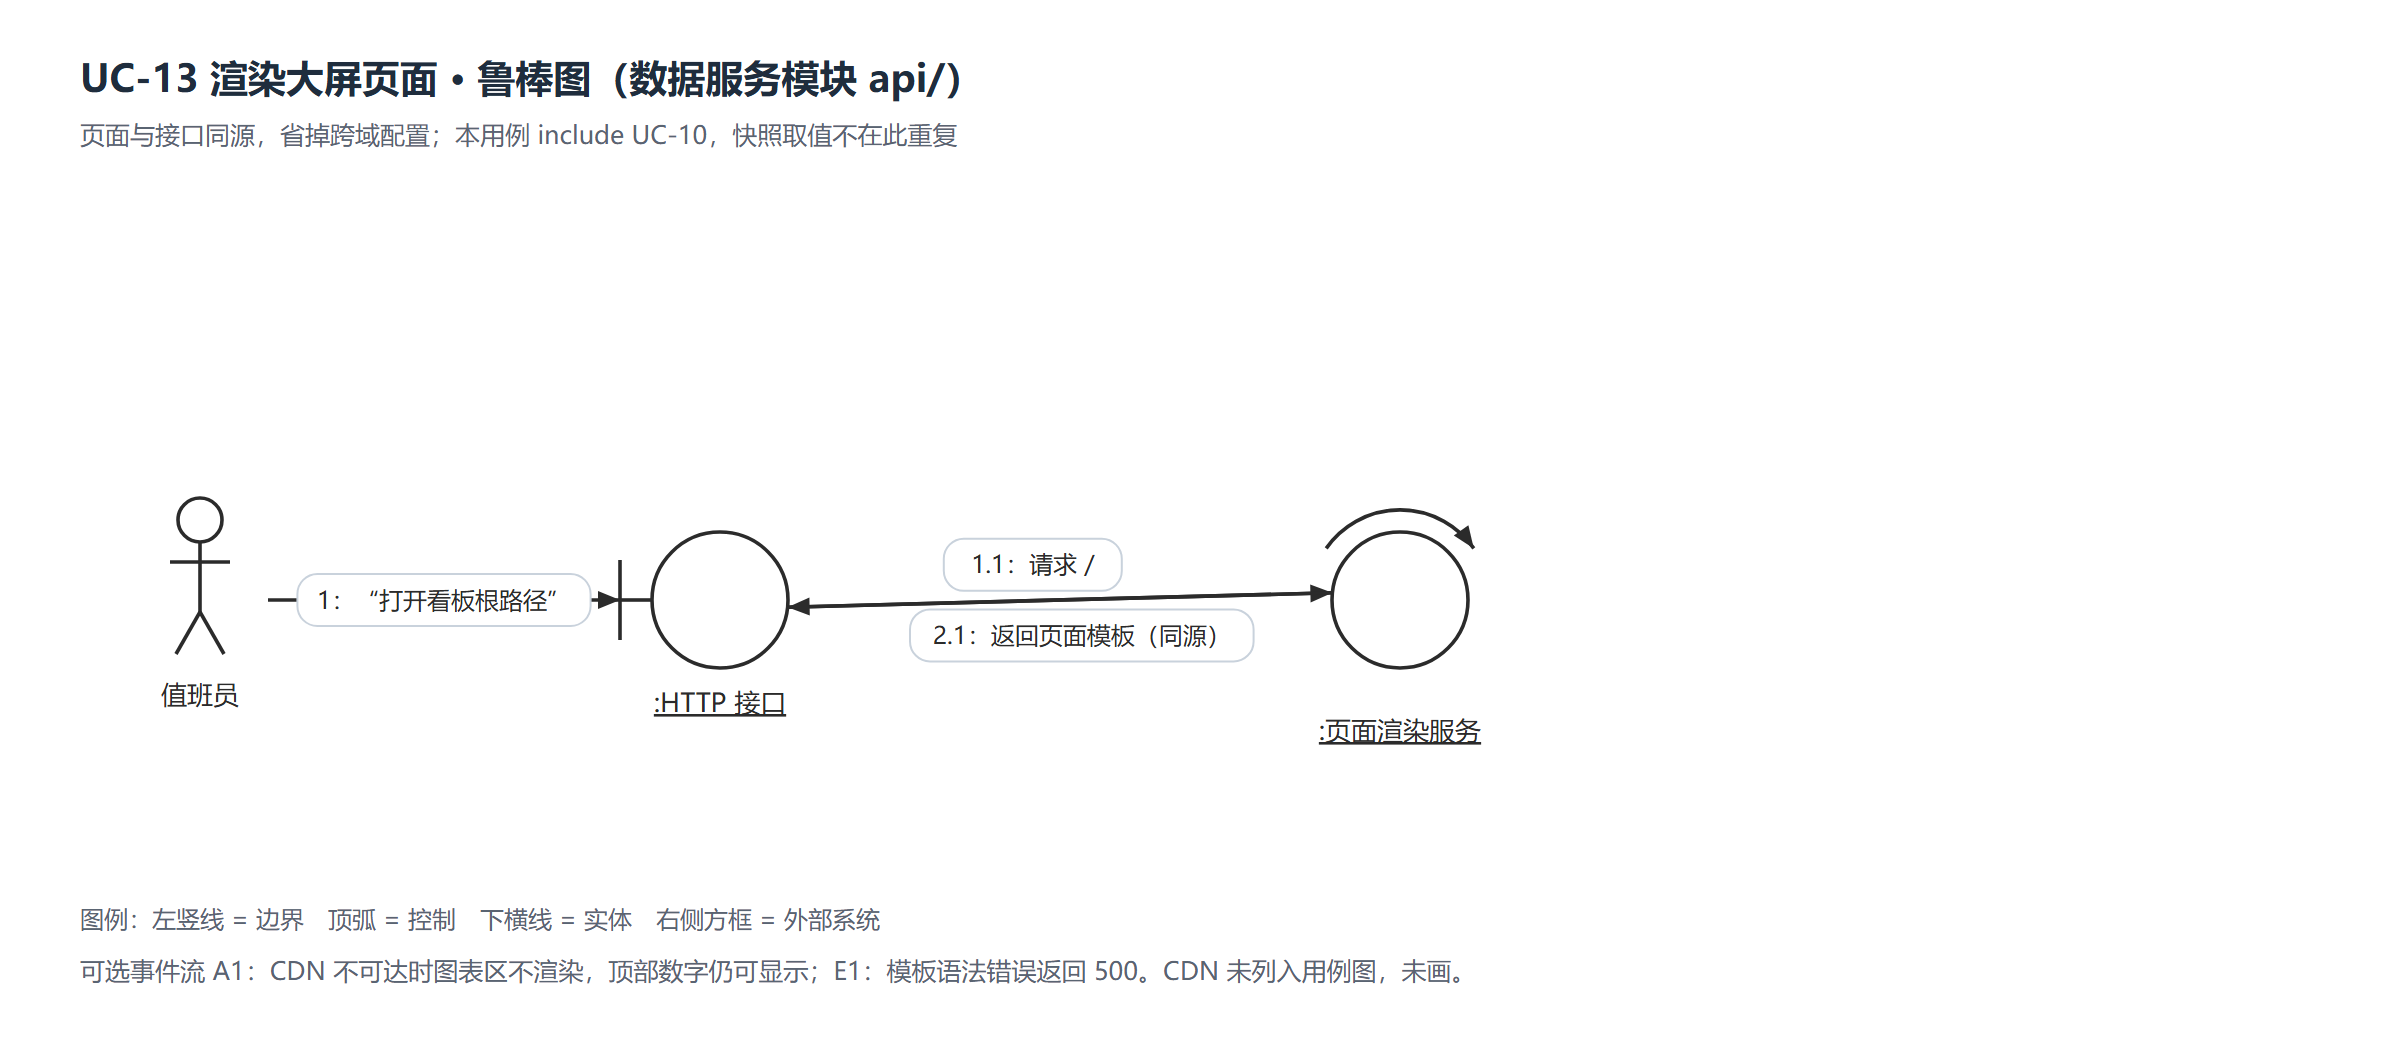 UC-13 渲染大屏页面 · 鲁棒图（数据服务模块 api/）
页面与接口同源，省掉跨域配置；本用例 include UC-10，快照取值不在此重复
1：“打开看板根路径”
1.1：请求 /
2.1：返回页面模板（同源）
值班员
:HTTP 接口
:页面渲染服务
图例：左竖线 = 边界　顶弧 = 控制　下横线 = 实体　右侧方框 = 外部系统
可选事件流 A1：CDN 不可达时图表区不渲染，顶部数字仍可显示；E1：模板语法错误返回 500。CDN 未列入用例图，未画。